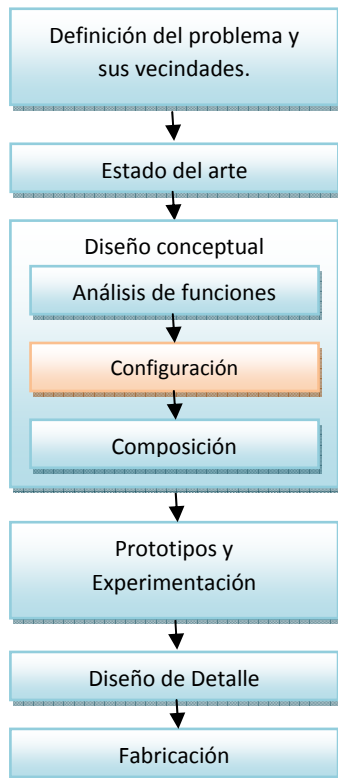 Definición del problema y
sus vecindades.
Estado del arte
Diseño conceptual
Análisis de funciones
Configuración
Composición
Prototipos y
Experimentación
Diseño de Detalle
Fabricación